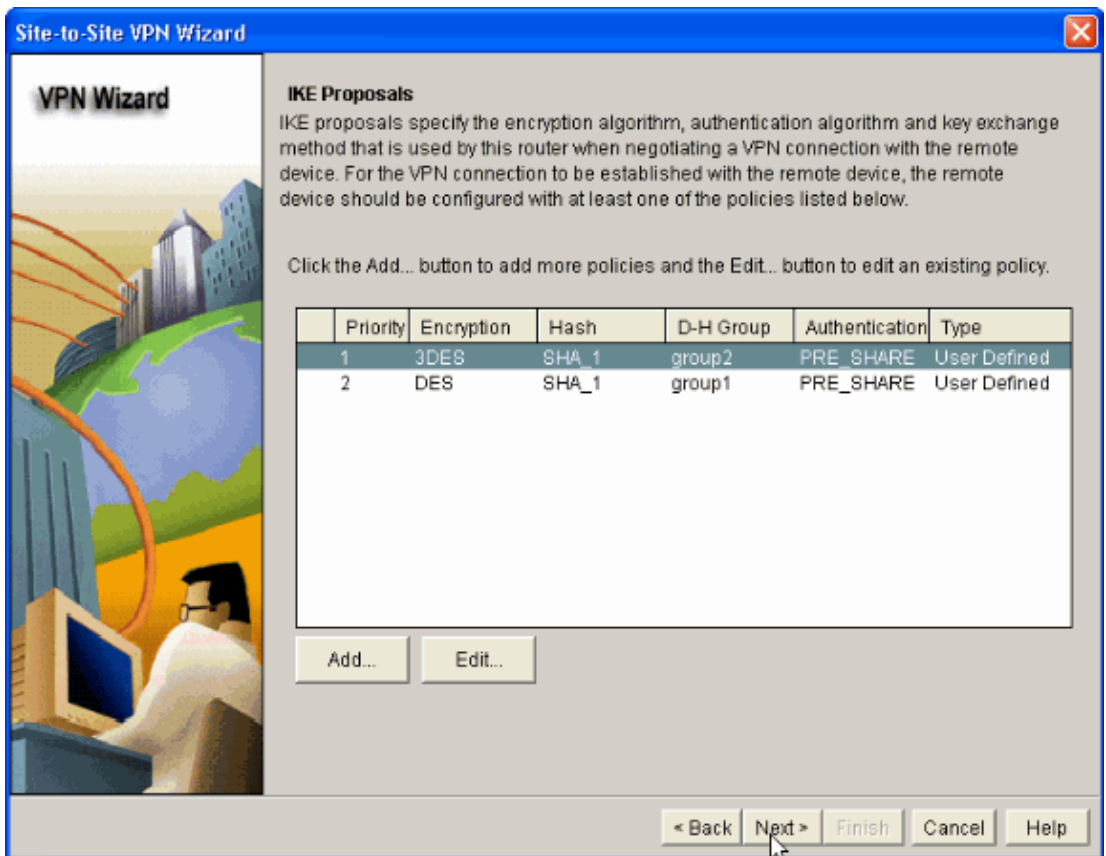 Site-to-Site VPN Wizard
VPN Wizard
IKE Proposals
IKE proposals specify the encryption algorithm, authentication algorithm and key exchange
method that is used by this router when negotiating a VPN connection with the remote
device. For the VPN connection to be established with the remote device, the remote
device should be configured with at least one of the policies listed below.
Click the Add... button to add more policies and the Edit... button to edit an existing policy.
Priority Encryption Hash D-H Group Authentication Type
1 3DES SHA_1 group2 PRE_SHARE User Defined
2 DES SHA_1 group1 PRE_SHARE User Defined
Add... Edit...
< Back Next > Finish Cancel Help